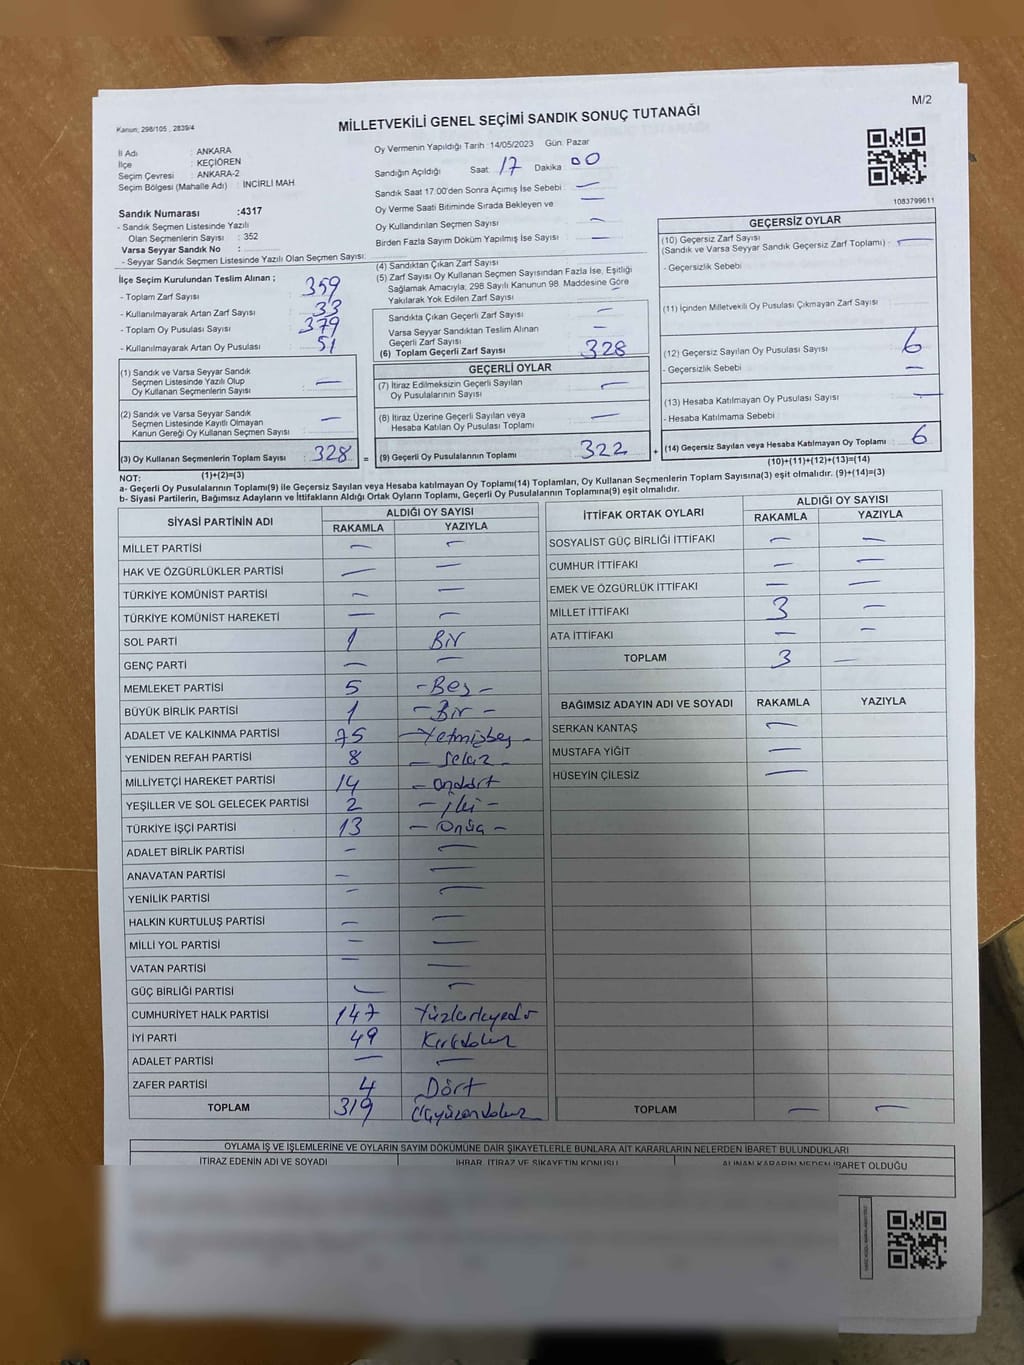 M/2
Kanun; 298/105 , 2839/4
MİLLETVEKİLİ GENEL SEÇİMİ SANDIK SONUÇ TUTANAĞI
İl Adı : ANKARA
İlçe : KEÇİÖREN
Seçim Çevresi : ANKARA-2
Seçim Bölgesi (Mahalle Adı) : INCIRLI MAH
Sandık Numarası :4317
- Sandık Seçmen Listesinde Yazılı
Olan Seçmenlerin Sayısı : 352
Varsa Seyyar Sandık No :
- Seyyar Sandık Seçmen Listesinde Yazılı Olan Seçmen Sayısı:
Oy Vermenin Yapıldığı Tarih : 14/05/2023 Gün: Pazar
Sandığın Açıldığı Saat 17 Dakika 00
Sandık Saat 17.00'den Sonra Açımış İse Sebebi —
Oy Verme Saati Bitiminde Sırada Bekleyen ve
Oy Kullandırılan Seçmen Sayısı —
Birden Fazla Sayım Döküm Yapılmış İse Sayısı —
1083799611
İlçe Seçim Kurulundan Teslim Alınan ;
- Toplam Zarf Sayısı : 359
- Kullanılmayarak Artan Zarf Sayısı : 33
- Toplam Oy Pusulası Sayısı : 379
- Kullanılmayarak Artan Oy Pusulası : 51
(1) Sandık ve Varsa Seyyar Sandık
Seçmen Listesinde Yazılı Olup
Oy Kullanan Seçmenlerin Sayısı —
(2) Sandık ve Varsa Seyyar Sandık
Seçmen Listesinde Kayıtlı Olmayan
Kanun Gereği Oy Kullanan Seçmen Sayısı —
(3) Oy Kullanan Seçmenlerin Toplam Sayısı 328 =
(1)+(2)=(3)
(4) Sandıktan Çıkan Zarf Sayısı
(5) Zarf Sayısı Oy Kullanan Seçmen Sayısından Fazla İse, Eşitliği
Sağlamak Amacıyla; 298 Sayılı Kanunun 98. Maddesine Göre
Yakılarak Yok Edilen Zarf Sayısı —
Sandıkta Çıkan Geçerli Zarf Sayısı —
Varsa Seyyar Sandıktan Teslim Alınan
Geçerli Zarf Sayısı —
(6) Toplam Geçerli Zarf Sayısı 328
GEÇERLİ OYLAR
(7) İtiraz Edilmeksizin Geçerli Sayılan
Oy Pusulalarının Sayısı —
(8) İtiraz Üzerine Geçerli Sayılan veya
Hesaba Katılan Oy Pusulası Toplamı —
(9) Geçerli Oy Pusulalarının Toplamı 322 +
GEÇERSİZ OYLAR
(10) Geçersiz Zarf Sayısı
(Sandık ve Varsa Seyyar Sandık Geçersiz Zarf Toplamı) - —
- Geçersizlik Sebebi
(11) İçinden Milletvekili Oy Pusulası Çıkmayan Zarf Sayısı
(12) Geçersiz Sayılan Oy Pusulası Sayısı 6
- Geçersizlik Sebebi —
(13) Hesaba Katılmayan Oy Pusulası Sayısı —
- Hesaba Katılmama Sebebi
(14) Geçersiz Sayılan veya Hesaba Katılmayan Oy Toplamı 6
(10)+(11)+(12)+(13)=(14)
NOT:
a- Geçerli Oy Pusulalarının Toplamı(9) ile Geçersiz Sayılan veya Hesaba katılmayan Oy Toplamı(14) Toplamları, Oy Kullanan Seçmenlerin Toplam Sayısına(3) eşit olmalıdır. (9)+(14)=(3)
b- Siyasi Partilerin, Bağımsız Adayların ve İttifakların Aldığı Ortak Oyların Toplamı, Geçerli Oy Pusulalarının Toplamına(9) eşit olmalıdır.
SİYASİ PARTİNİN ADI ALDIĞI OY SAYISI
RAKAMLA YAZIYLA
MİLLET PARTİSİ — —
HAK VE ÖZGÜRLÜKLER PARTİSİ — —
TÜRKİYE KOMÜNİST PARTİSİ — —
TÜRKİYE KOMÜNİST HAREKETİ — —
SOL PARTİ 1 Bir
GENÇ PARTİ — —
MEMLEKET PARTİSİ 5 -Beş-
BÜYÜK BİRLİK PARTİSİ 1 -Bir-
ADALET VE KALKINMA PARTİSİ 75 -Yetmişbeş-
YENİDEN REFAH PARTİSİ 8 -Sekiz-
MİLLİYETÇİ HAREKET PARTİSİ 14 -ondört
YEŞİLLER VE SOL GELECEK PARTİSİ 2 -İki-
TÜRKİYE İŞÇİ PARTİSİ 13 -Onüç-
ADALET BİRLİK PARTİSİ — —
ANAVATAN PARTİSİ — —
YENİLİK PARTİSİ — —
HALKIN KURTULUŞ PARTİSİ — —
MİLLİ YOL PARTİSİ — —
VATAN PARTİSİ — —
GÜÇ BİRLİĞİ PARTİSİ — —
CUMHURİYET HALK PARTİSİ 147 Yüzkırkyedi
İYİ PARTİ 49 Kırkdokuz
ADALET PARTİSİ — —
ZAFER PARTİSİ 4 Dört
TOPLAM 319 Üçyüzondokuz
İTTİFAK ORTAK OYLARI ALDIĞI OY SAYISI
RAKAMLA YAZIYLA
SOSYALİST GÜÇ BİRLİĞİ İTTİFAKI — —
CUMHUR İTTİFAKI — —
EMEK VE ÖZGÜRLÜK İTTİFAKI — —
MİLLET İTTİFAKI 3 —
ATA İTTİFAKI — —
TOPLAM 3 —
BAĞIMSIZ ADAYIN ADI VE SOYADI RAKAMLA YAZIYLA
SERKAN KANTAŞ —
MUSTAFA YİĞİT —
HÜSEYİN ÇİLESİZ —
TOPLAM — —
OYLAMA İŞ VE İŞLEMLERİNE VE OYLARIN SAYIM DÖKÜMÜNE DAİR ŞİKAYETLERLE BUNLARA AİT KARARLARIN NELERDEN İBARET BULUNDUKLARI
İTİRAZ EDENİN ADI VE SOYADI İHBAR, İTİRAZ VE ŞİKAYETİN KONUSU ALINAN KARARIN NEDEN İBARET OLDUĞU